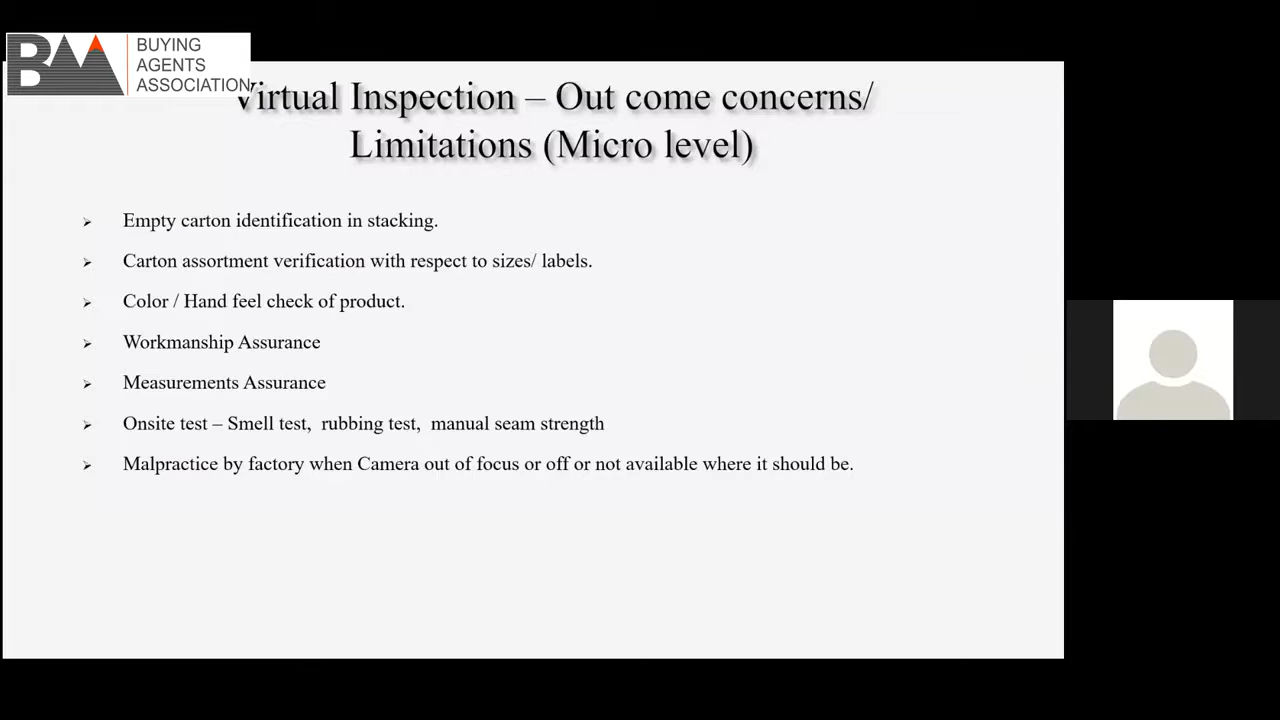 BAA BUYING
AGENTS
ASSOCIATION
Virtual Inspection – Out come concerns/
Limitations (Micro level)
Empty carton identification in stacking.
Carton assortment verification with respect to sizes/ labels.
Color / Hand feel check of product.
Workmanship Assurance
Measurements Assurance
Onsite test – Smell test, rubbing test, manual seam strength
Malpractice by factory when Camera out of focus or off or not available where it should be.